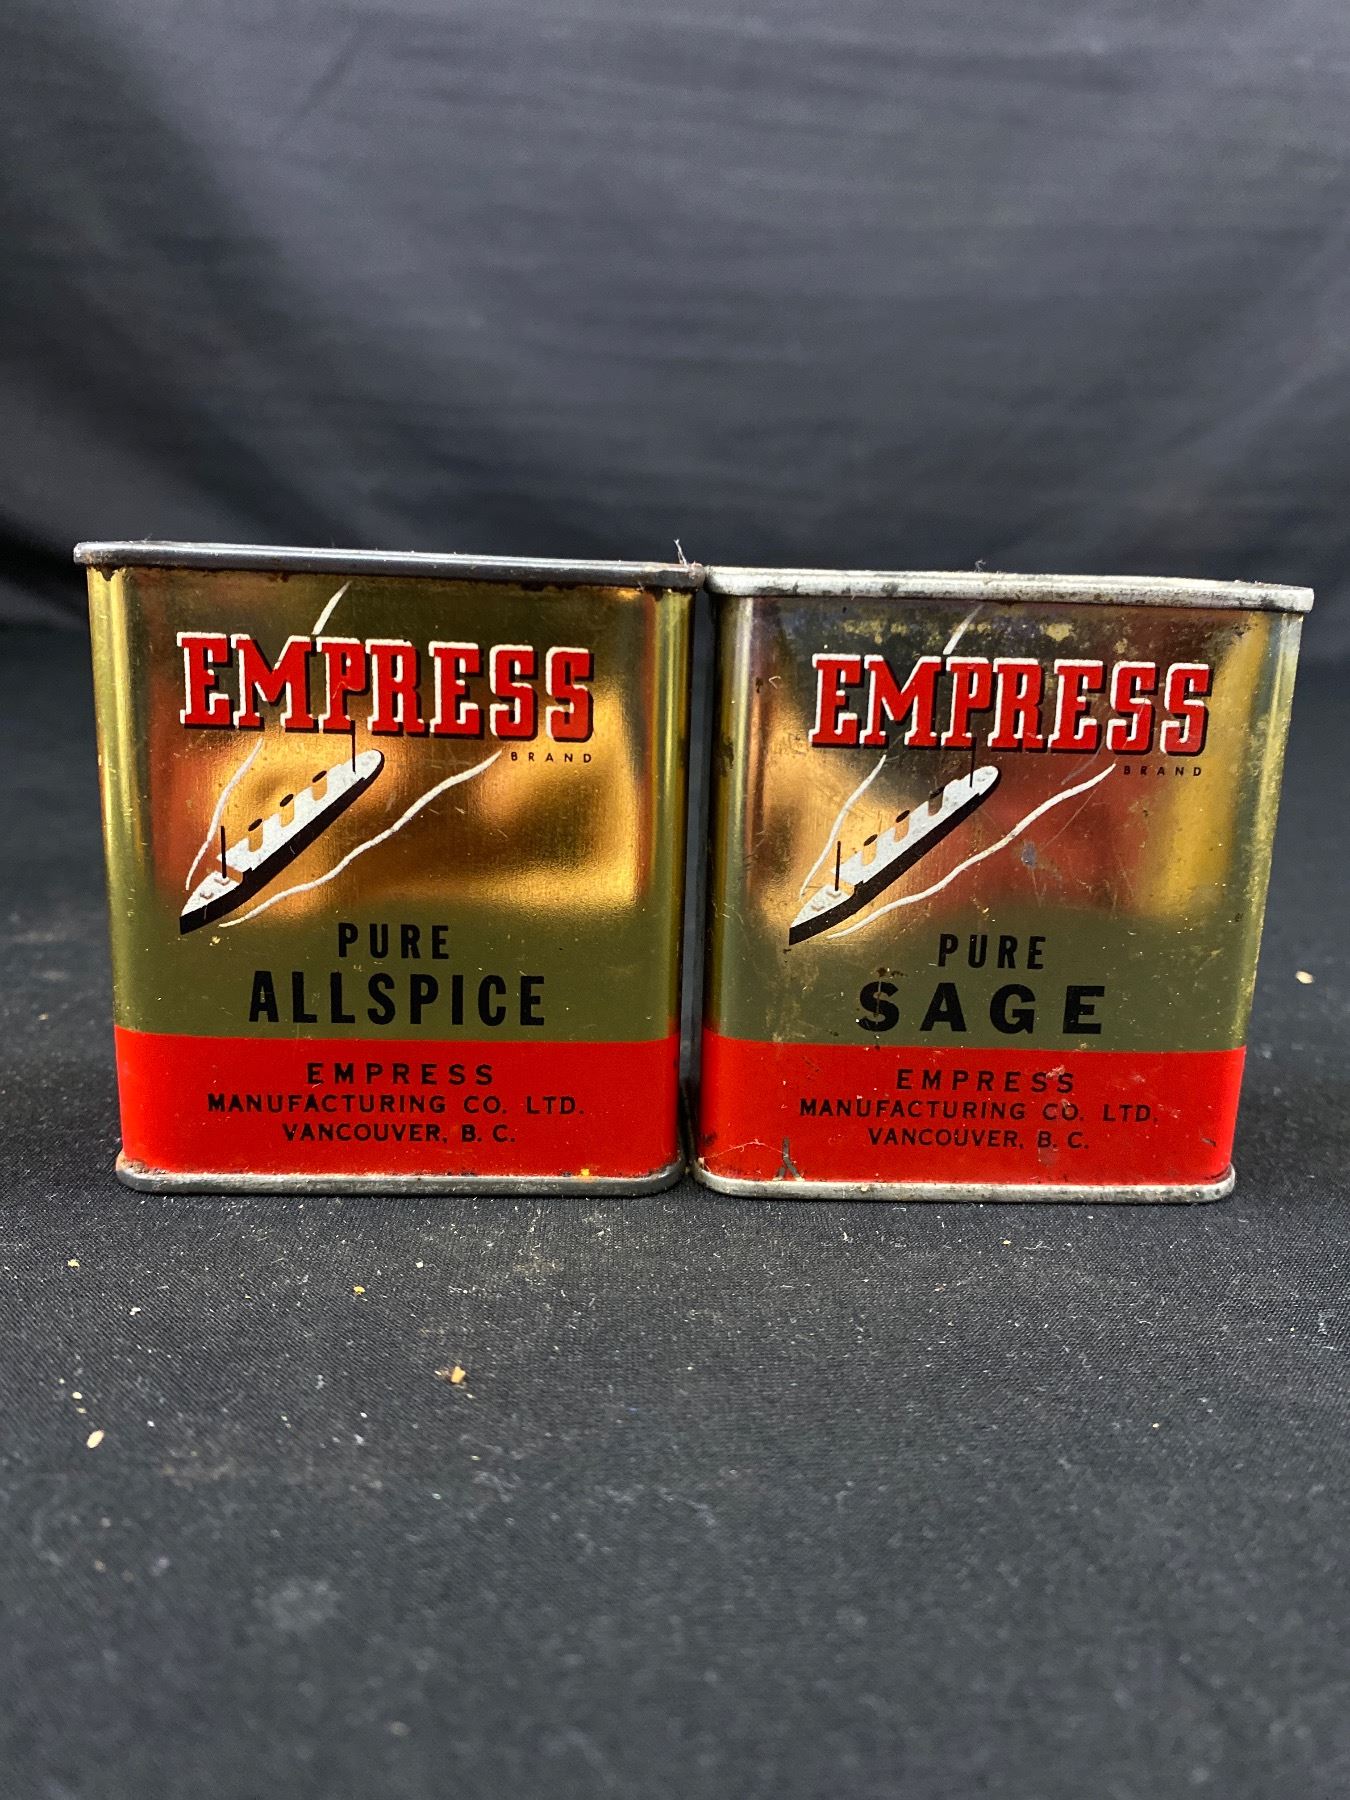 EMPRESS
BRAND
PURE
ALLSPICE
EMPRESS
MANUFACTURING CO. LTD.
VANCOUVER, B. C.
EMPRESS
BRAND
PURE
SAGE
EMPRESS
MANUFACTURING CO. LTD.
VANCOUVER, B. C.